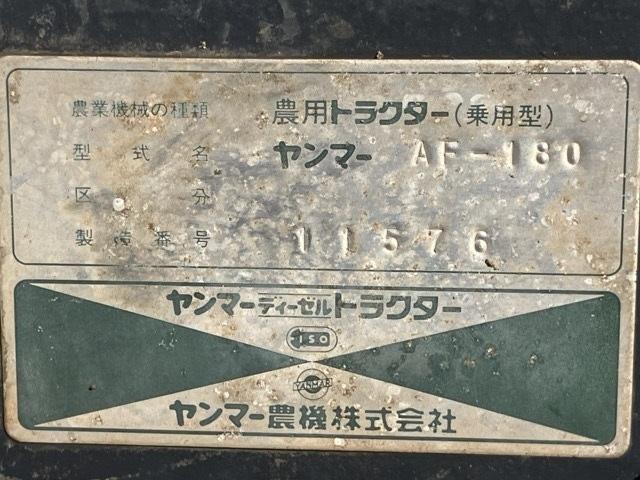 農業機械の種類 農用トラクター(乗用型)
型式名 ヤンマー AF-180
区分
製造番号 11576
ヤンマーディーゼルトラクター
ISO
YANMAR
ヤンマー農機株式会社